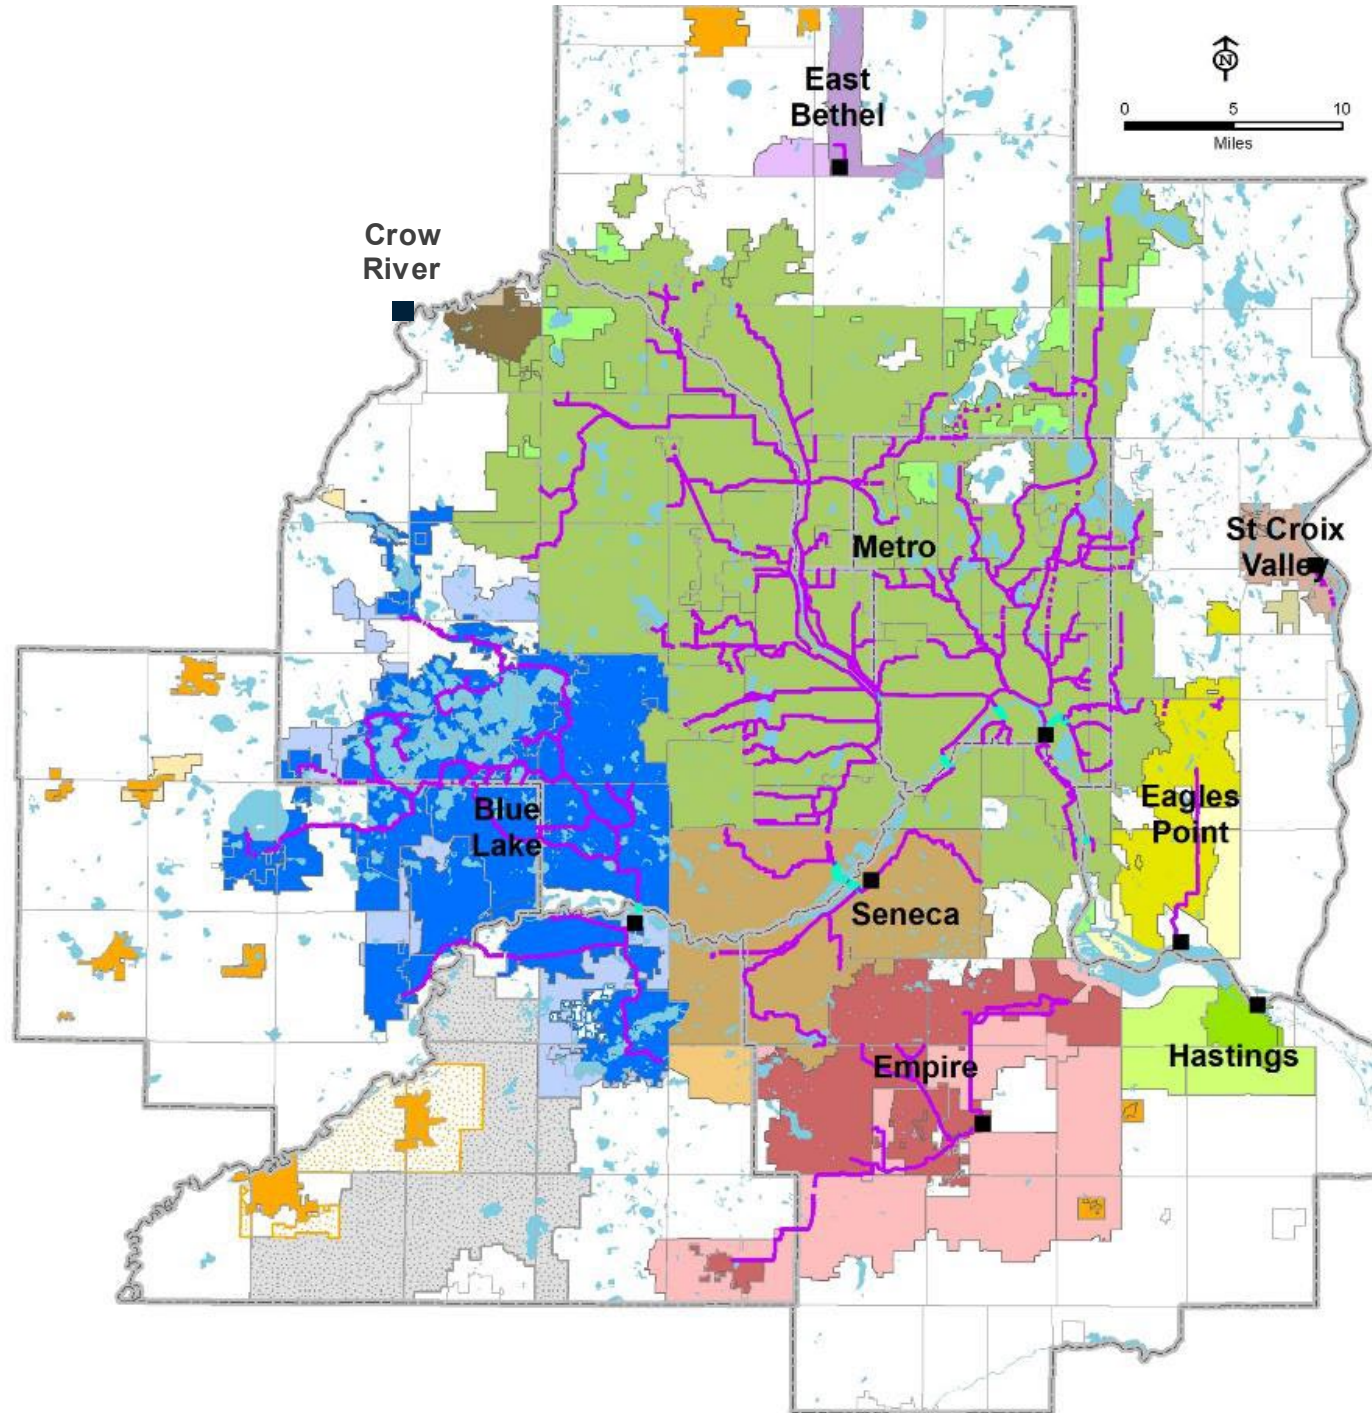 East
Bethel
N
0 5 10
Miles
Crow
River
Metro
St Croix
Valley
Blue
Lake
Eagles
Point
Seneca
Empire
Hastings